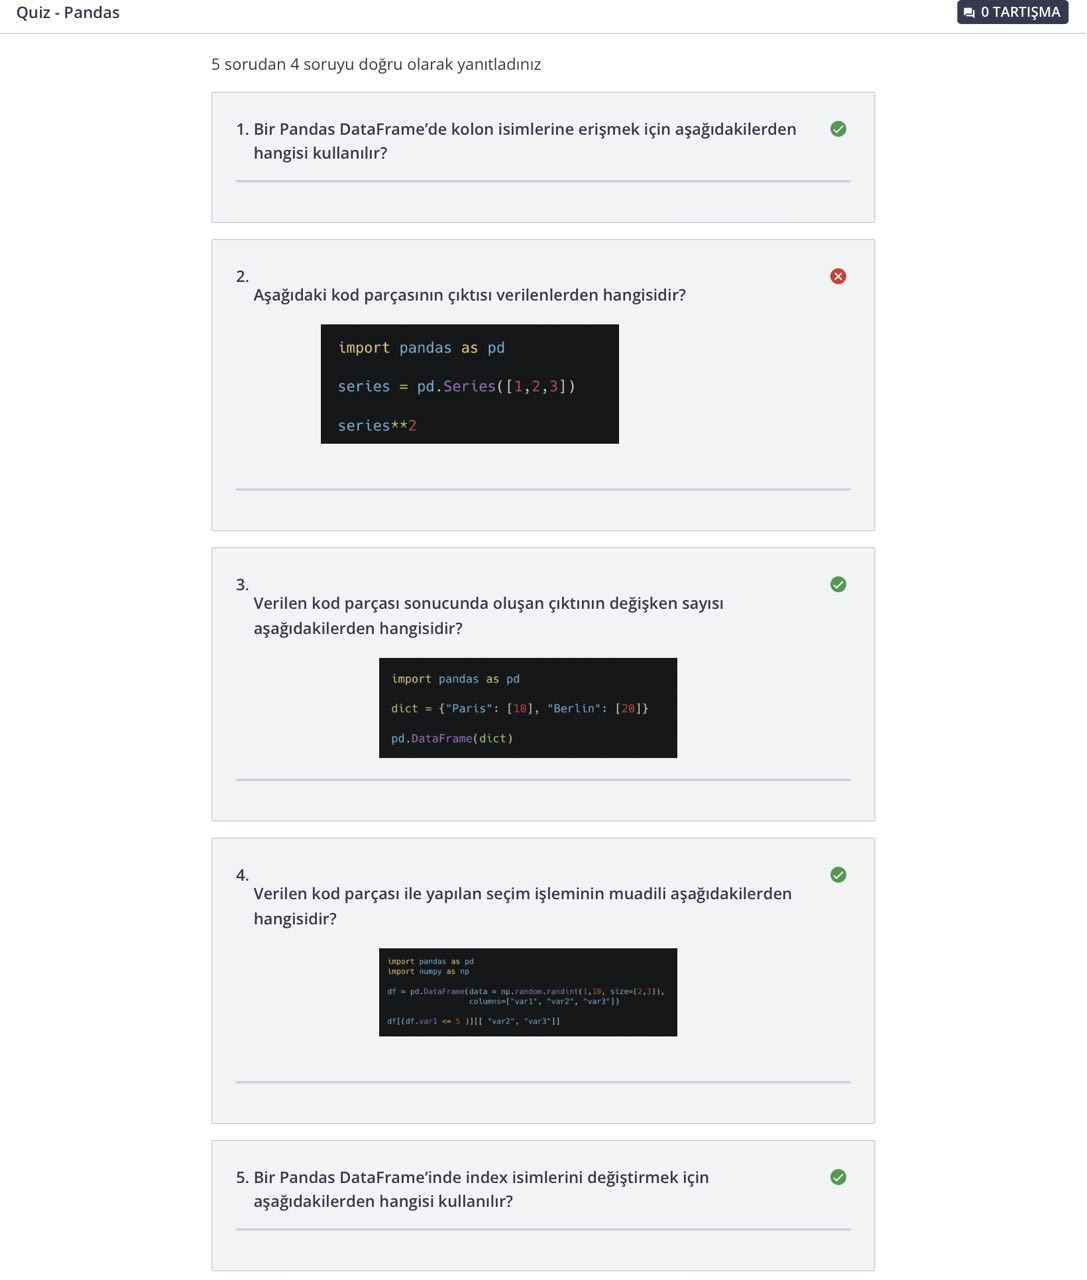 Quiz - Pandas
0 TARTIŞMA
5 sorudan 4 soruyu doğru olarak yanıtladınız
1. Bir Pandas DataFrame’de kolon isimlerine erişmek için aşağıdakilerden
hangisi kullanılır?
2.
Aşağıdaki kod parçasının çıktısı verilenlerden hangisidir?
import pandas as pd
series = pd.Series([1,2,3])
series**2
3.
Verilen kod parçası sonucunda oluşan çıktının değişken sayısı
aşağıdakilerden hangisidir?
import pandas as pd
dict = {"Paris": [10], "Berlin": [20]}
pd.DataFrame(dict)
4.
Verilen kod parçası ile yapılan seçim işleminin muadili aşağıdakilerden
hangisidir?
import pandas as pd
import numpy as np
df = pd.DataFrame(data = np.random.randint(1,10, size=(2,3)),
columns=["var1", "var2", "var3"])
df[(df.var1 <= 5 )][[ "var2", "var3"]]
5. Bir Pandas DataFrame’inde index isimlerini değiştirmek için
aşağıdakilerden hangisi kullanılır?